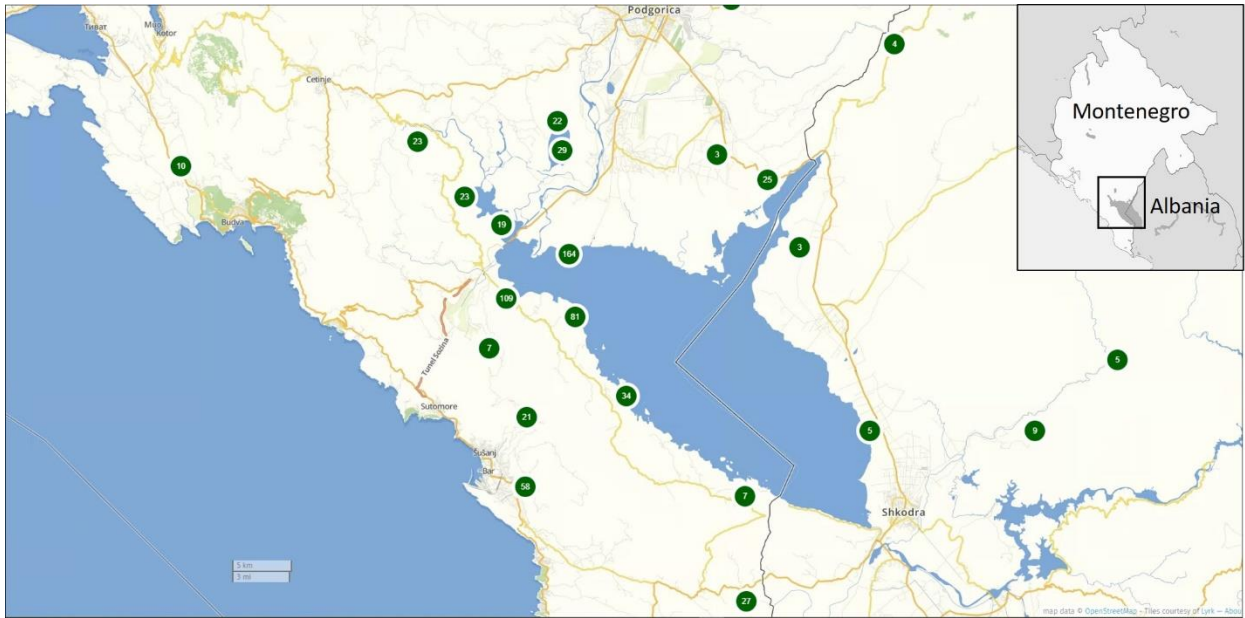 Podgorica
Тиват
Kotor
4
Cetinje
Montenegro
22
23
29
3
10
25
23
Albania
Budva
19
3
164
109
81
7
Tunel Sozina
5
34
Sutomore
21
5
9
Šušanj
Bar
58
7
Shkodra
5 km
3 mi
27
map data © OpenStreetMap - Tiles courtesy of Lyrk — Abou